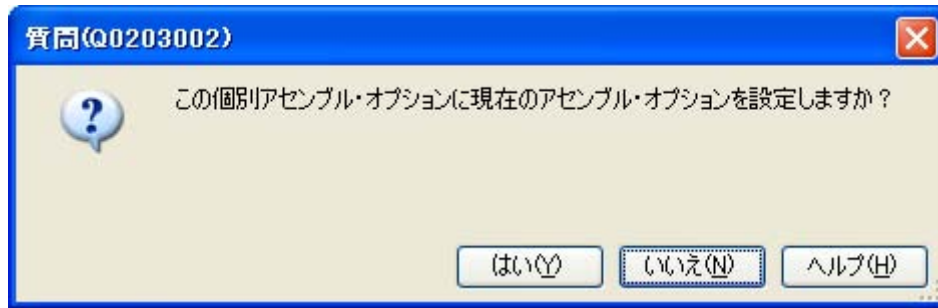 質問(Q0203002)
この個別アセンブル・オプションに現在のアセンブル・オプションを設定しますか？
はい(Y)
いいえ(N)
ヘルプ(H)